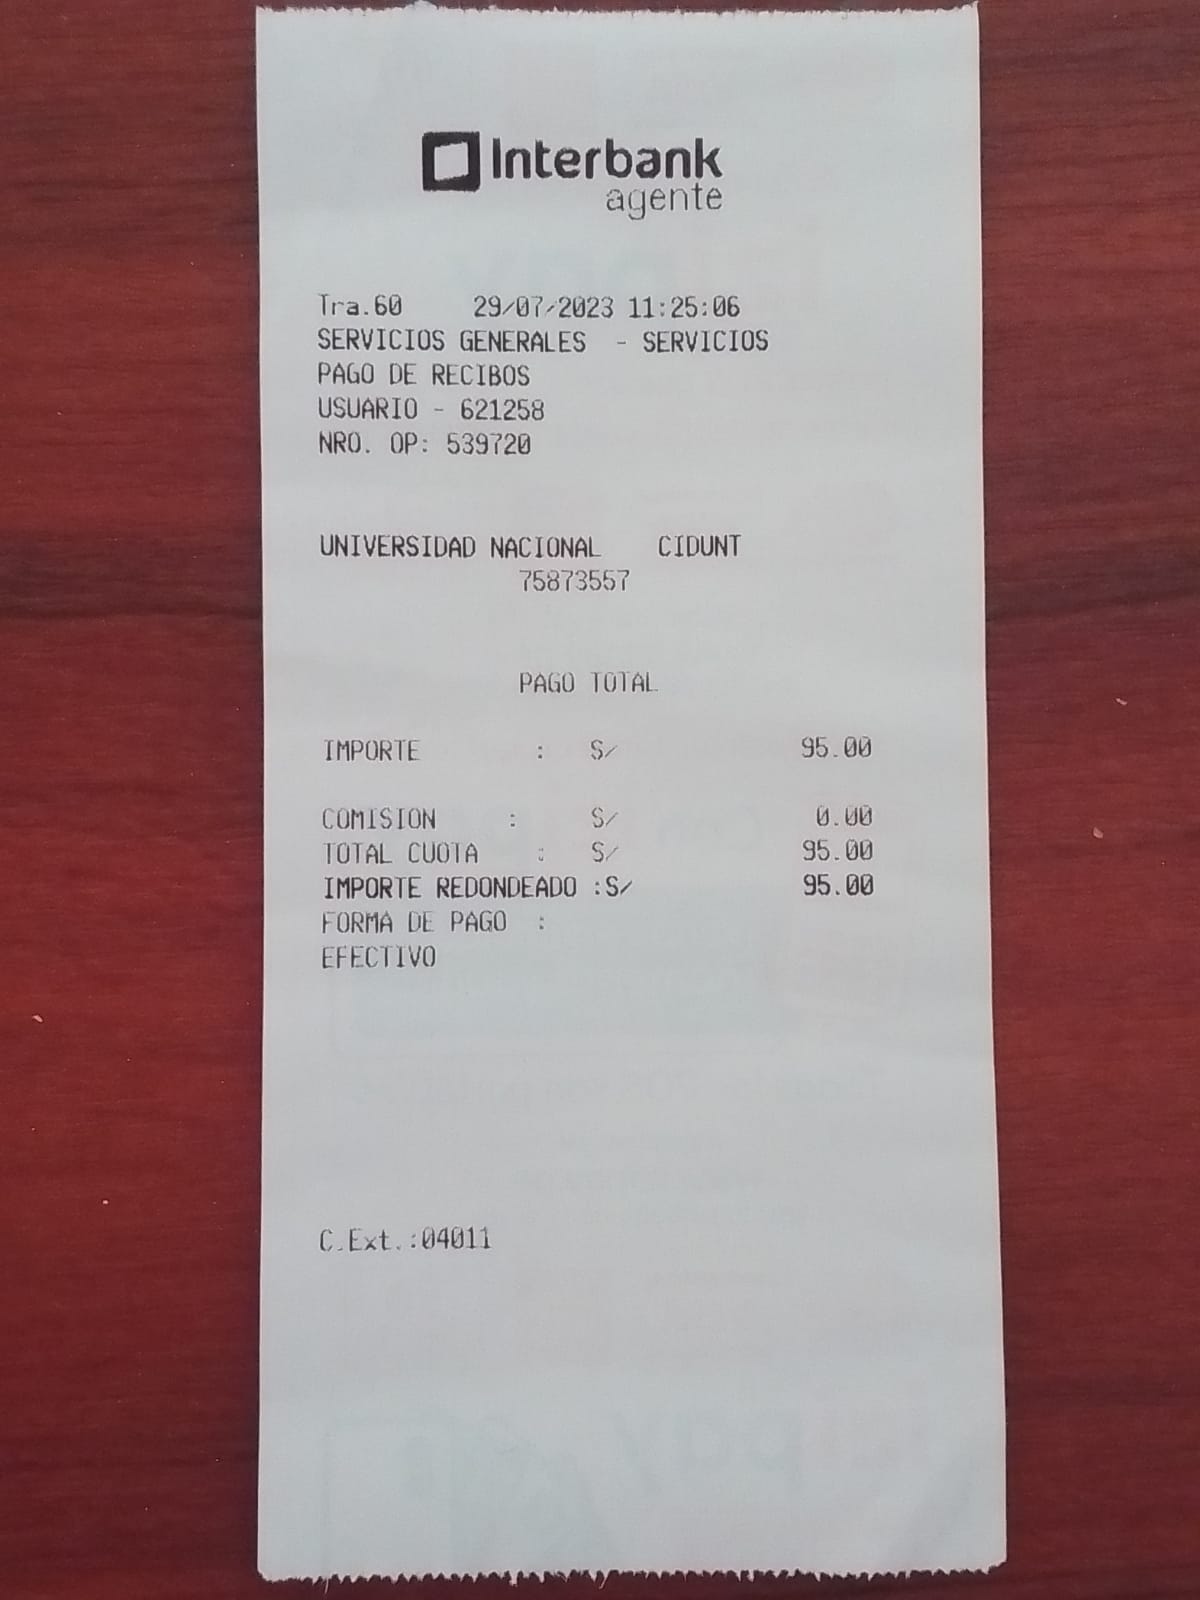 Interbank
agente
Tra.60 29/07/2023 11:25:06
SERVICIOS GENERALES - SERVICIOS
PAGO DE RECIBOS
USUARIO - 621258
NRO. OP: 539720
UNIVERSIDAD NACIONAL CIDUNT
75873557
PAGO TOTAL
IMPORTE : S/ 95.00
COMISION : S/ 0.00
TOTAL CUOTA : S/ 95.00
IMPORTE REDONDEADO :S/ 95.00
FORMA DE PAGO :
EFECTIVO
C.Ext.:04011